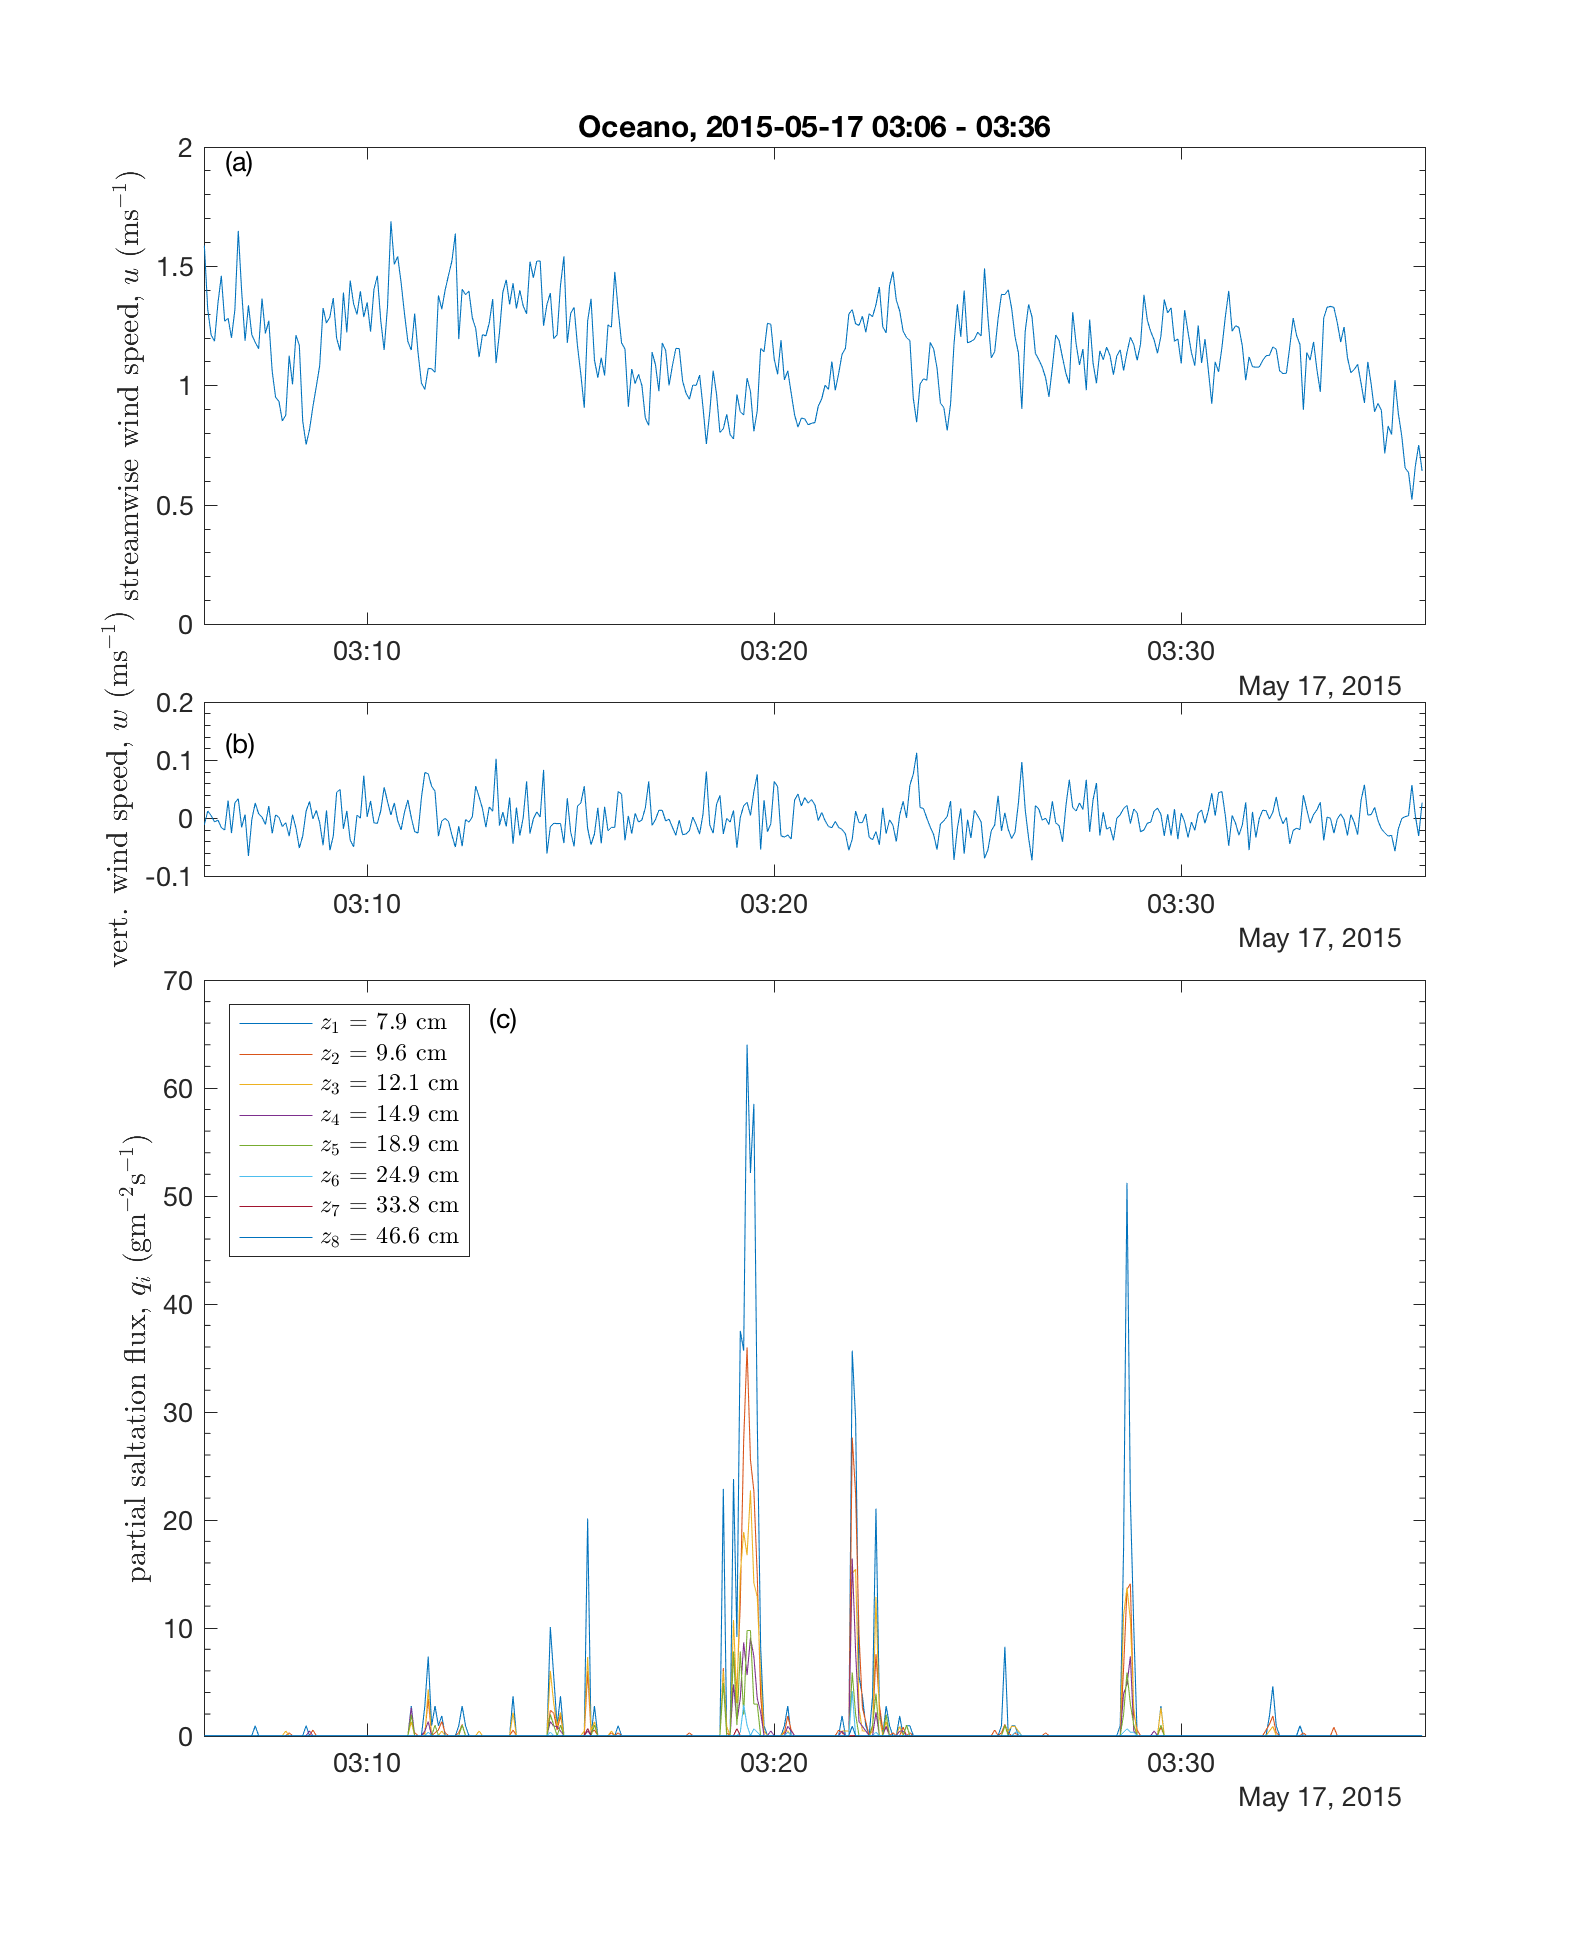 Oceano, 2015-05-17 03:06 - 03:36
(a)
streamwise wind speed, u (ms⁻¹)
2
1.5
1
0.5
0
03:10 03:20 03:30
May 17, 2015
(b)
vert. wind speed, w (ms⁻¹)
0.2
0.1
0
-0.1
03:10 03:20 03:30
May 17, 2015
(c)
partial saltation flux, qᵢ (gm⁻²s⁻¹)
70
60
50
40
30
20
10
0
z₁ = 7.9 cm
z₂ = 9.6 cm
z₃ = 12.1 cm
z₄ = 14.9 cm
z₅ = 18.9 cm
z₆ = 24.9 cm
z₇ = 33.8 cm
z₈ = 46.6 cm
03:10 03:20 03:30
May 17, 2015